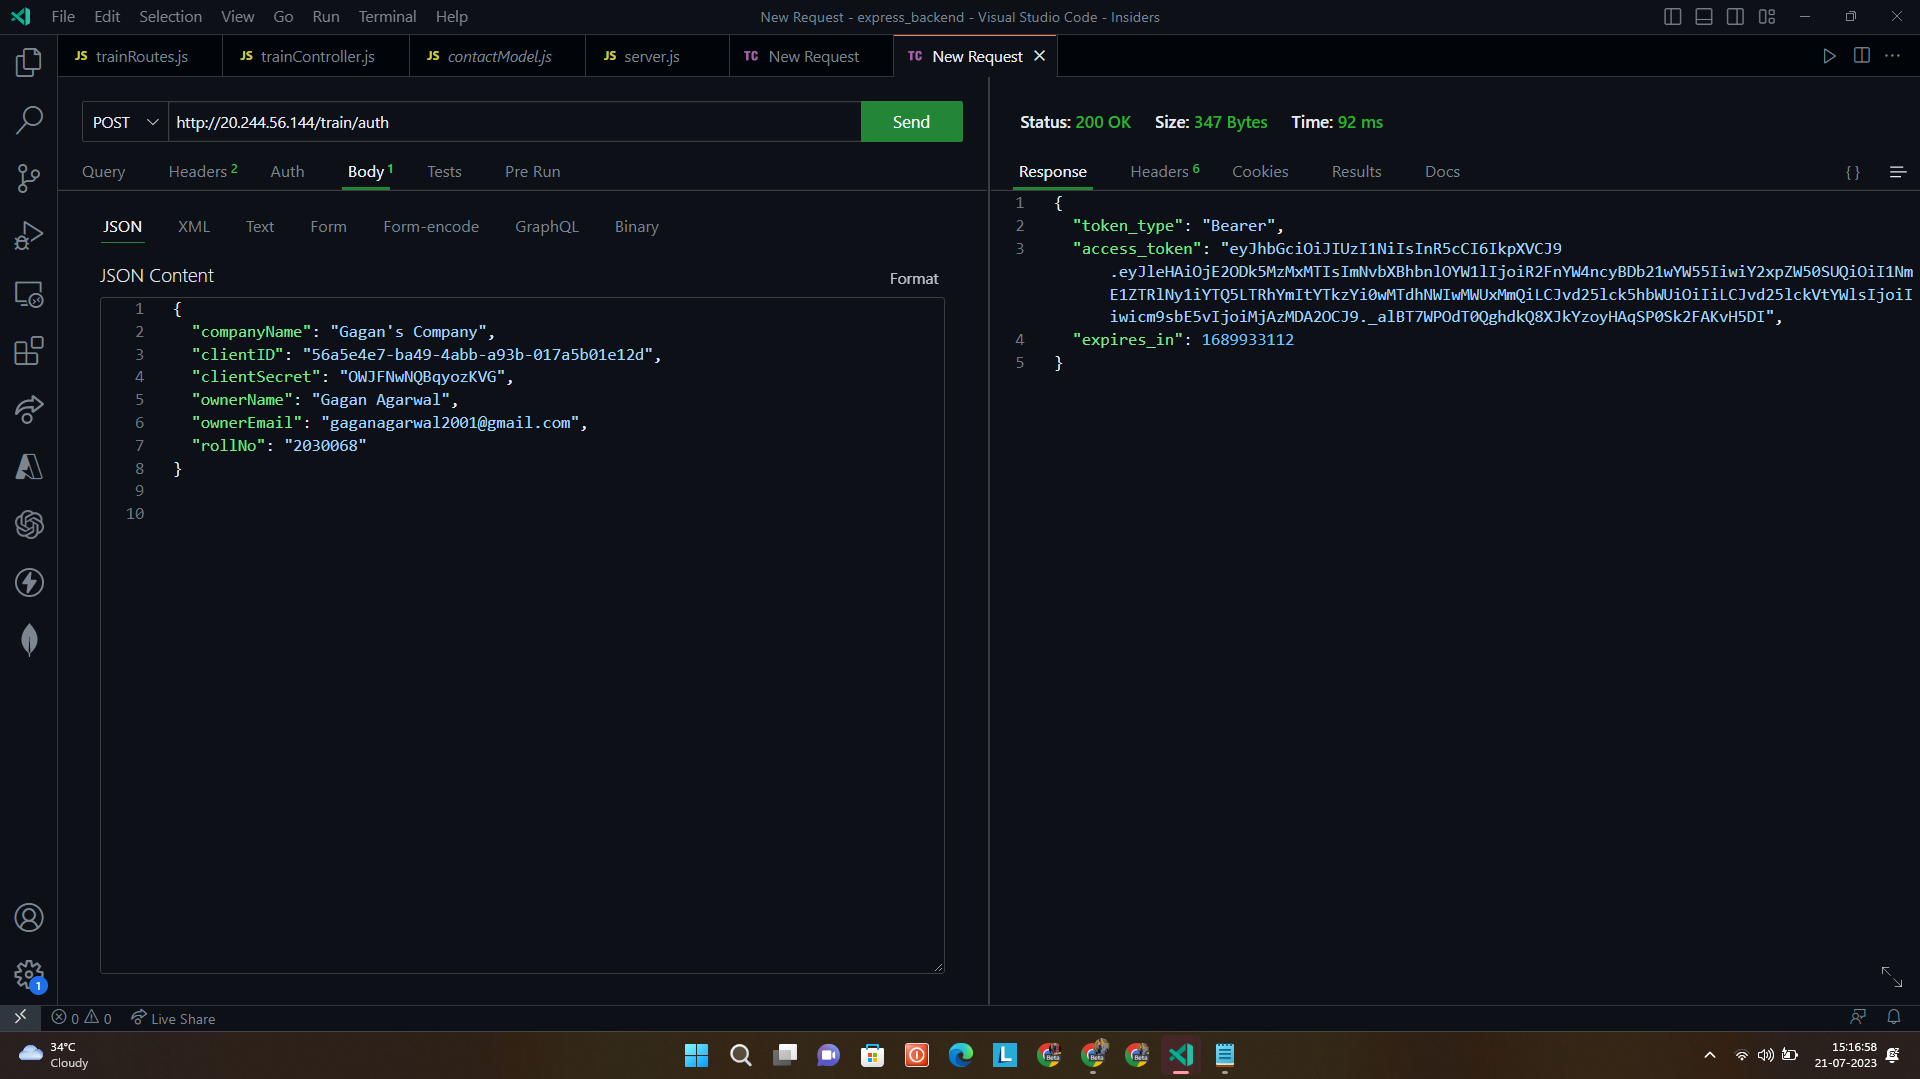 File Edit Selection View Go Run Terminal Help
New Request - express_backend - Visual Studio Code - Insiders
JS trainRoutes.js
JS trainController.js
JS contactModel.js
JS server.js
TC New Request
TC New Request
POST
http://20.244.56.144/train/auth
Send
Query Headers 2 Auth Body 1 Tests Pre Run
JSON XML Text Form Form-encode GraphQL Binary
JSON Content
Format
1 {
2 "companyName": "Gagan's Company",
3 "clientID": "56a5e4e7-ba49-4abb-a93b-017a5b01e12d",
4 "clientSecret": "OWJFNwNQBqyozKVG",
5 "ownerName": "Gagan Agarwal",
6 "ownerEmail": "gaganagarwal2001@gmail.com",
7 "rollNo": "2030068"
8 }
9
10
Status: 200 OK Size: 347 Bytes Time: 92 ms
Response Headers 6 Cookies Results Docs
{ }
1 {
2 "token_type": "Bearer",
3 "access_token": "eyJhbGciOiJIUzI1NiIsInR5cCI6IkpXVCJ9
.eyJleHAiOjE2ODk5MzMxMTIsImNvbXBhbnlOYW1lIjoiR2FnYW4ncyBDb21wYW55IiwiY2xpZW50SUQiOiI1Nm
E1ZTRlNy1iYTQ5LTRhYmItYTkzYi0wMTdhNWIwMWUxMmQiLCJvd25lck5hbWUiOiIiLCJvd25lckVtYWlsIjoiI
iwicm9sbE5vIjoiMjAzMDA2OCJ9._alBT7WPOdT0QghdkQ8XJkYzoyHAqSP0Sk2FAKvH5DI",
4 "expires_in": 1689933112
5 }
1
0 0 Live Share
34°C
Cloudy
15:16:58
21-07-2023